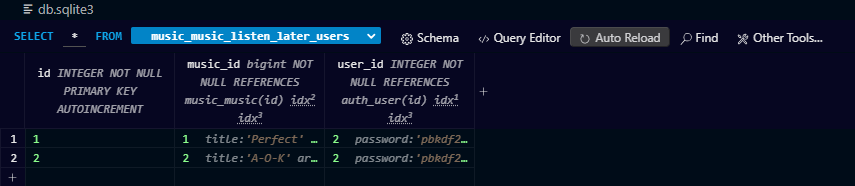 db.sqlite3
SELECT * FROM music_music_listen_later_users Schema Query Editor Auto Reload Find Other Tools...
id INTEGER NOT NULL PRIMARY KEY AUTOINCREMENT
music_id bigint NOT NULL REFERENCES music_music(id) idx² idx³
user_id INTEGER NOT NULL REFERENCES auth_user(id) idx¹ idx³
+
1 1 1 title:'Perfect' … 2 password:'pbkdf2…
2 2 2 title:'A-O-K' ar… 2 password:'pbkdf2…
+